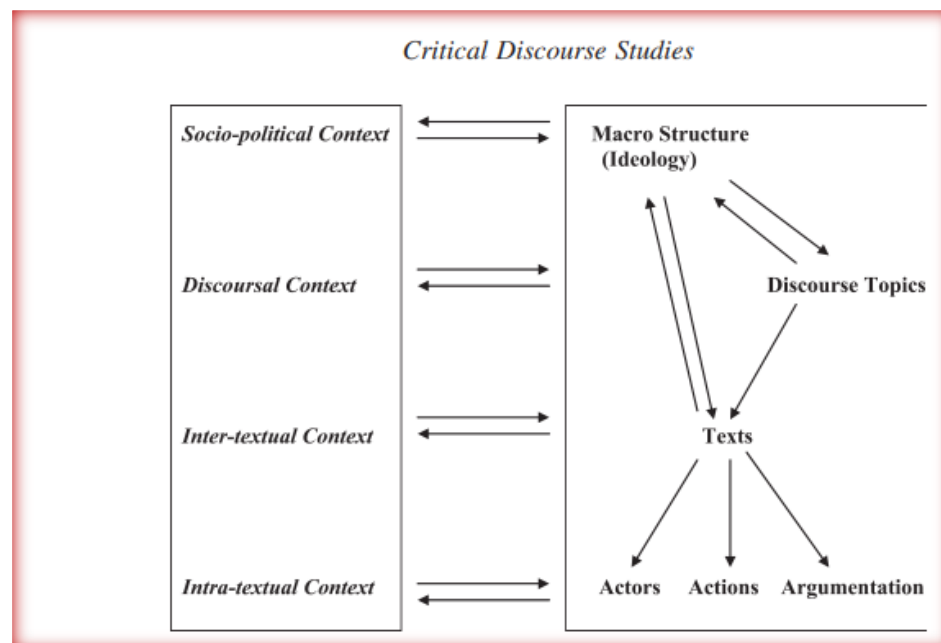 Critical Discourse Studies
Socio-political Context
Macro Structure
(Ideology)
Discoursal Context
Discourse Topics
Inter-textual Context
Texts
Intra-textual Context
Actors
Actions
Argumentation